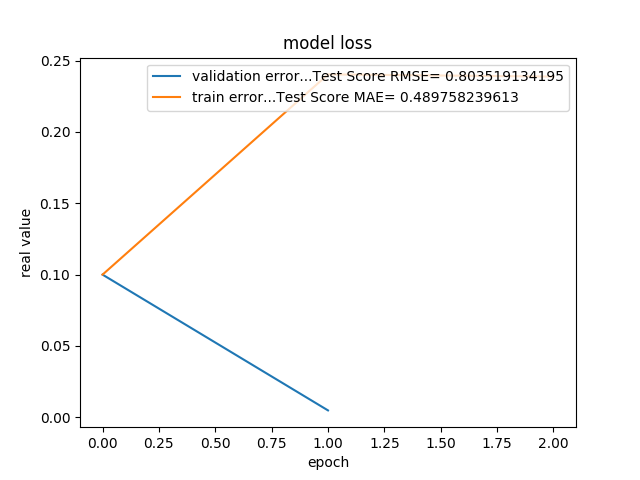 model loss
validation error...Test Score RMSE= 0.803519134195
train error...Test Score MAE= 0.489758239613
real value
0.25
0.20
0.15
0.10
0.05
0.00
0.00 0.25 0.50 0.75 1.00 1.25 1.50 1.75 2.00
epoch